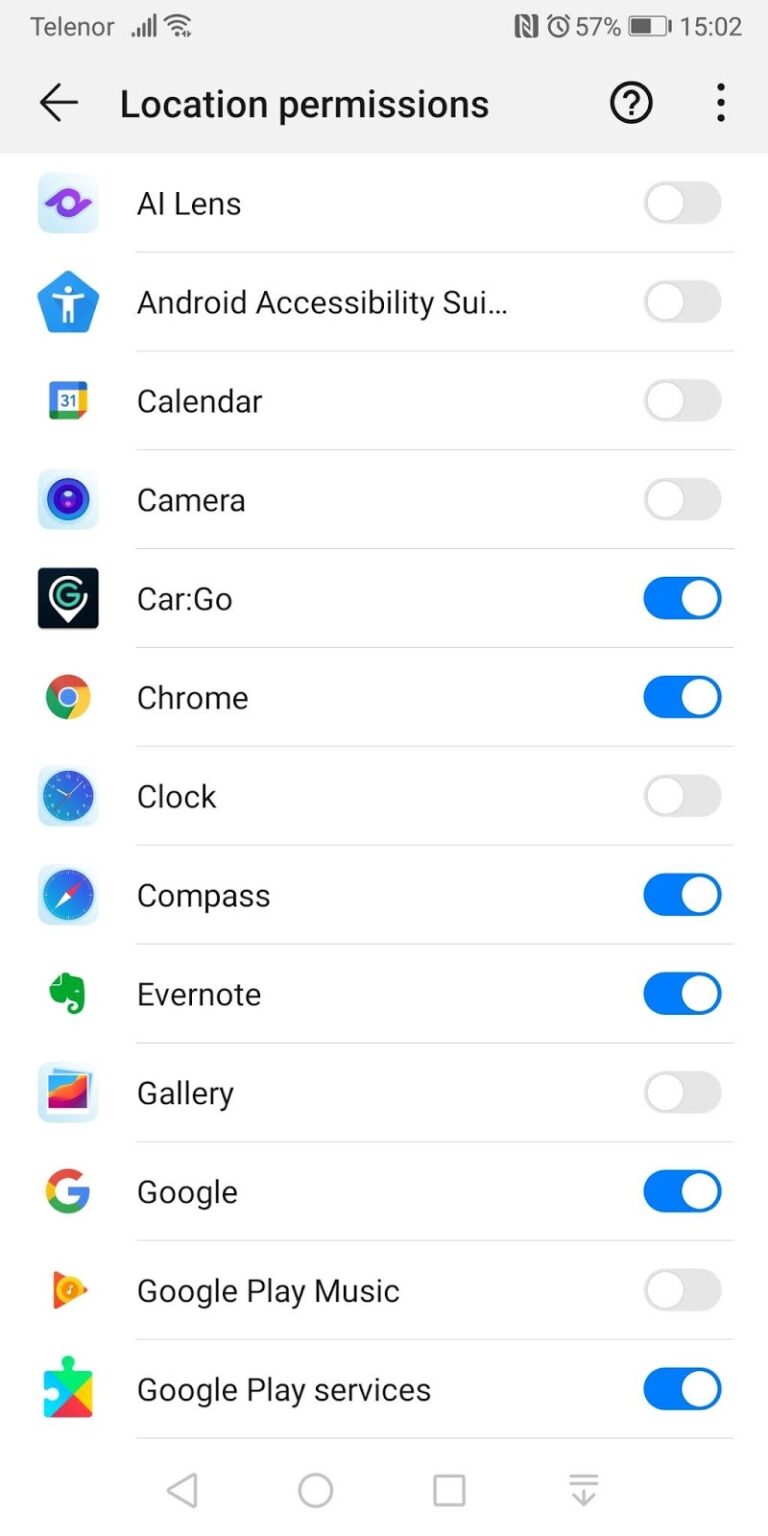 Telenor 57% 15:02
Location permissions
AI Lens
Android Accessibility Sui...
31
Calendar
Camera
Car:Go
Chrome
Clock
Compass
Evernote
Gallery
Google
Google Play Music
Google Play services